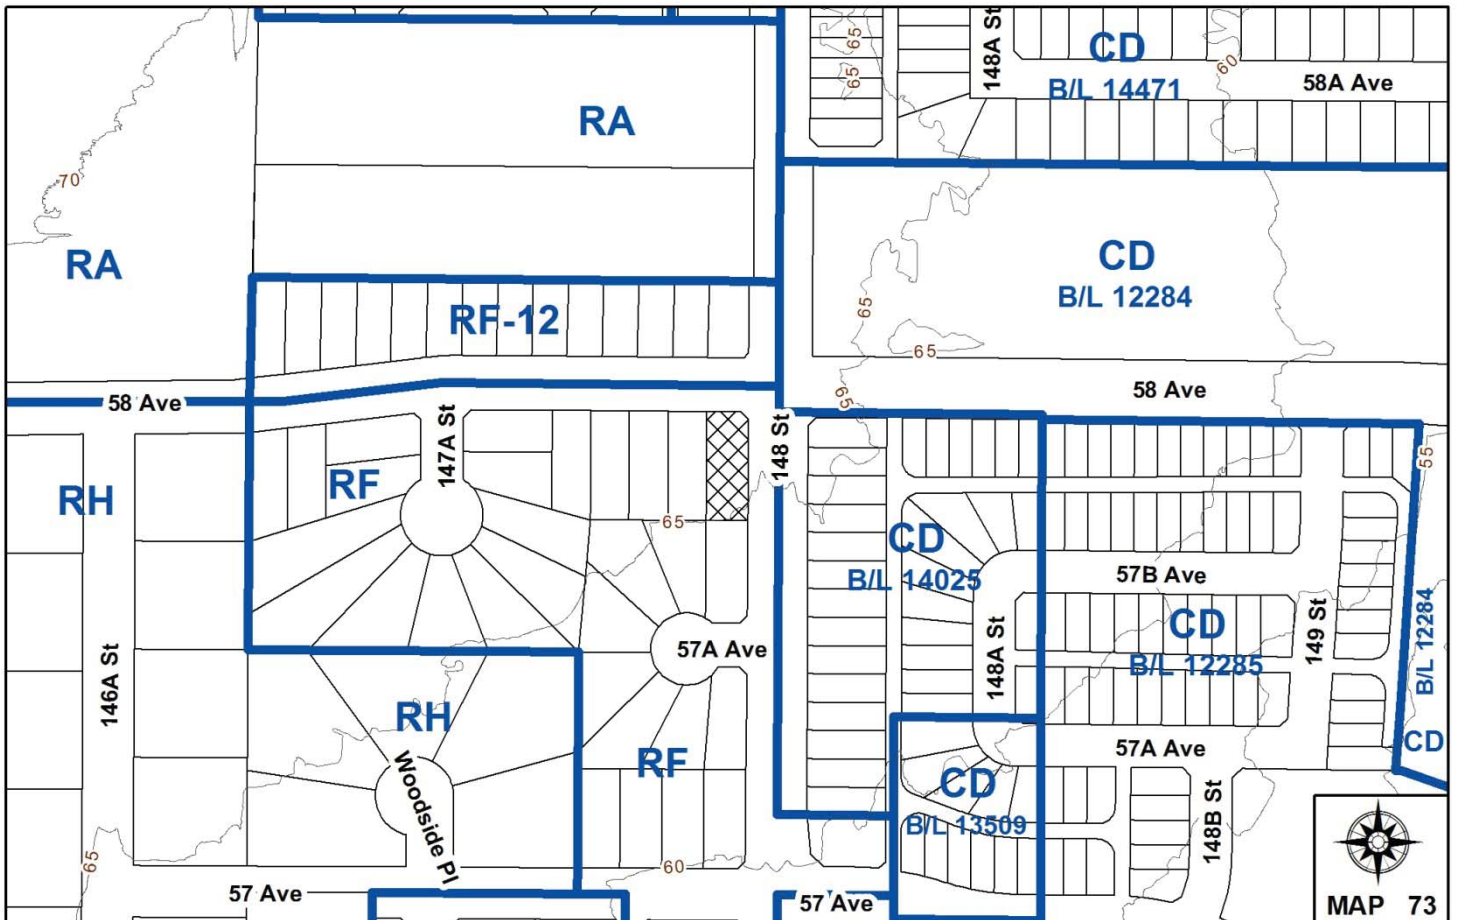 148A St
CD
B/L 14471
58A Ave
65
65
60
RA
70
RA
CD
B/L 12284
65
65
RF-12
65
58 Ave
58 Ave
147A St
148 St
RF
RH
65
55
CD
B/L 14025
57B Ave
CD
B/L 12285
149 St
B/L 12284
CD
57A Ave
146A St
148A St
RH
Woodside Pl
RF
57A Ave
CD
B/L 13509
148B St
65
60
57 Ave
57 Ave
MAP 73